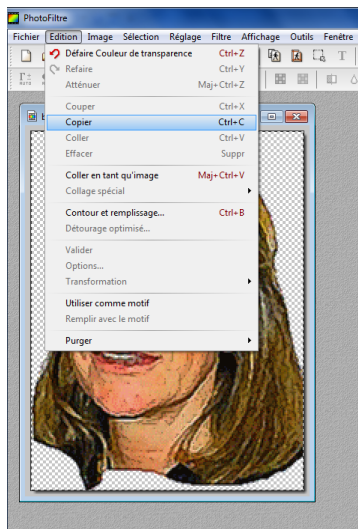 PhotoFiltre
Fichier Edition Image Sélection Réglage Filtre Affichage Outils Fenêtre
Défaire Couleur de transparence Ctrl+Z
Refaire Ctrl+Y
Atténuer Maj+Ctrl+Z
Couper Ctrl+X
Copier Ctrl+C
Coller Ctrl+V
Effacer Suppr
Coller en tant qu'image Maj+Ctrl+V
Collage spécial
Contour et remplissage... Ctrl+B
Détourage optimisé...
Valider
Options...
Transformation
Utiliser comme motif
Remplir avec le motif
Purger